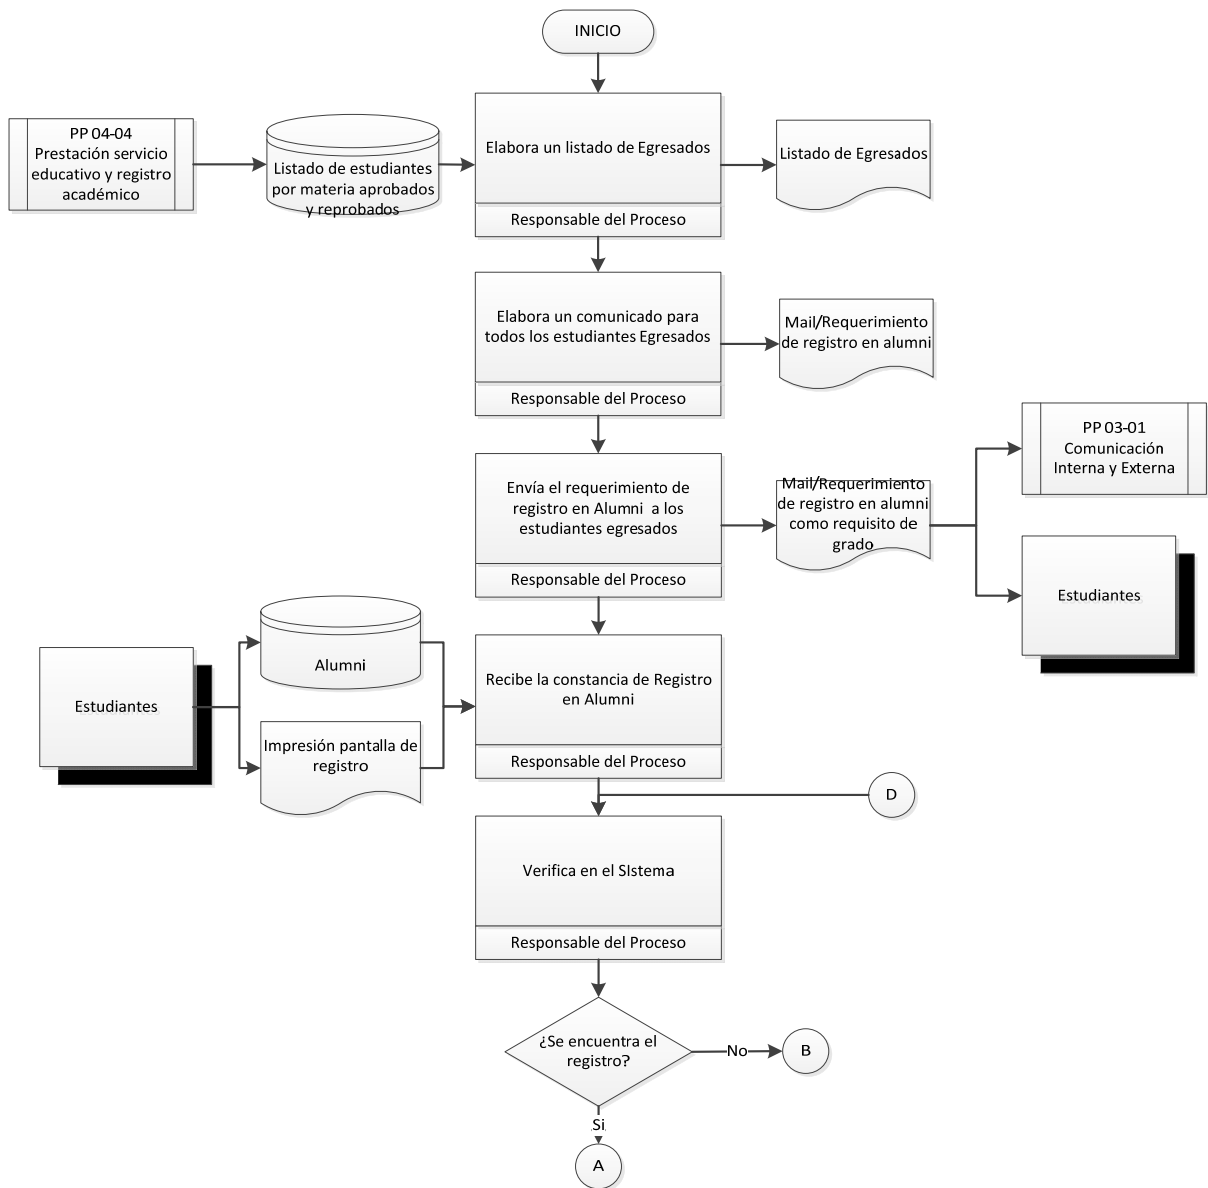 INICIO
PP 04-04
Prestación servicio
educativo y registro
académico
Listado de estudiantes
por materia aprobados
y reprobados
Elabora un listado de Egresados
Responsable del Proceso
Listado de Egresados
Elabora un comunicado para
todos los estudiantes Egresados
Responsable del Proceso
Mail/Requerimiento
de registro en alumni
Envía el requerimiento de
registro en Alumni  a los
estudiantes egresados
Responsable del Proceso
Mail/Requerimiento
de registro en alumni
como requisito de
grado
PP 03-01
Comunicación
Interna y Externa
Estudiantes
Estudiantes
Alumni
Impresión pantalla de
registro
Recibe la constancia de Registro
en Alumni
Responsable del Proceso
D
Verifica en el SIstema
Responsable del Proceso
¿Se encuentra el
registro?
No
B
Si
A